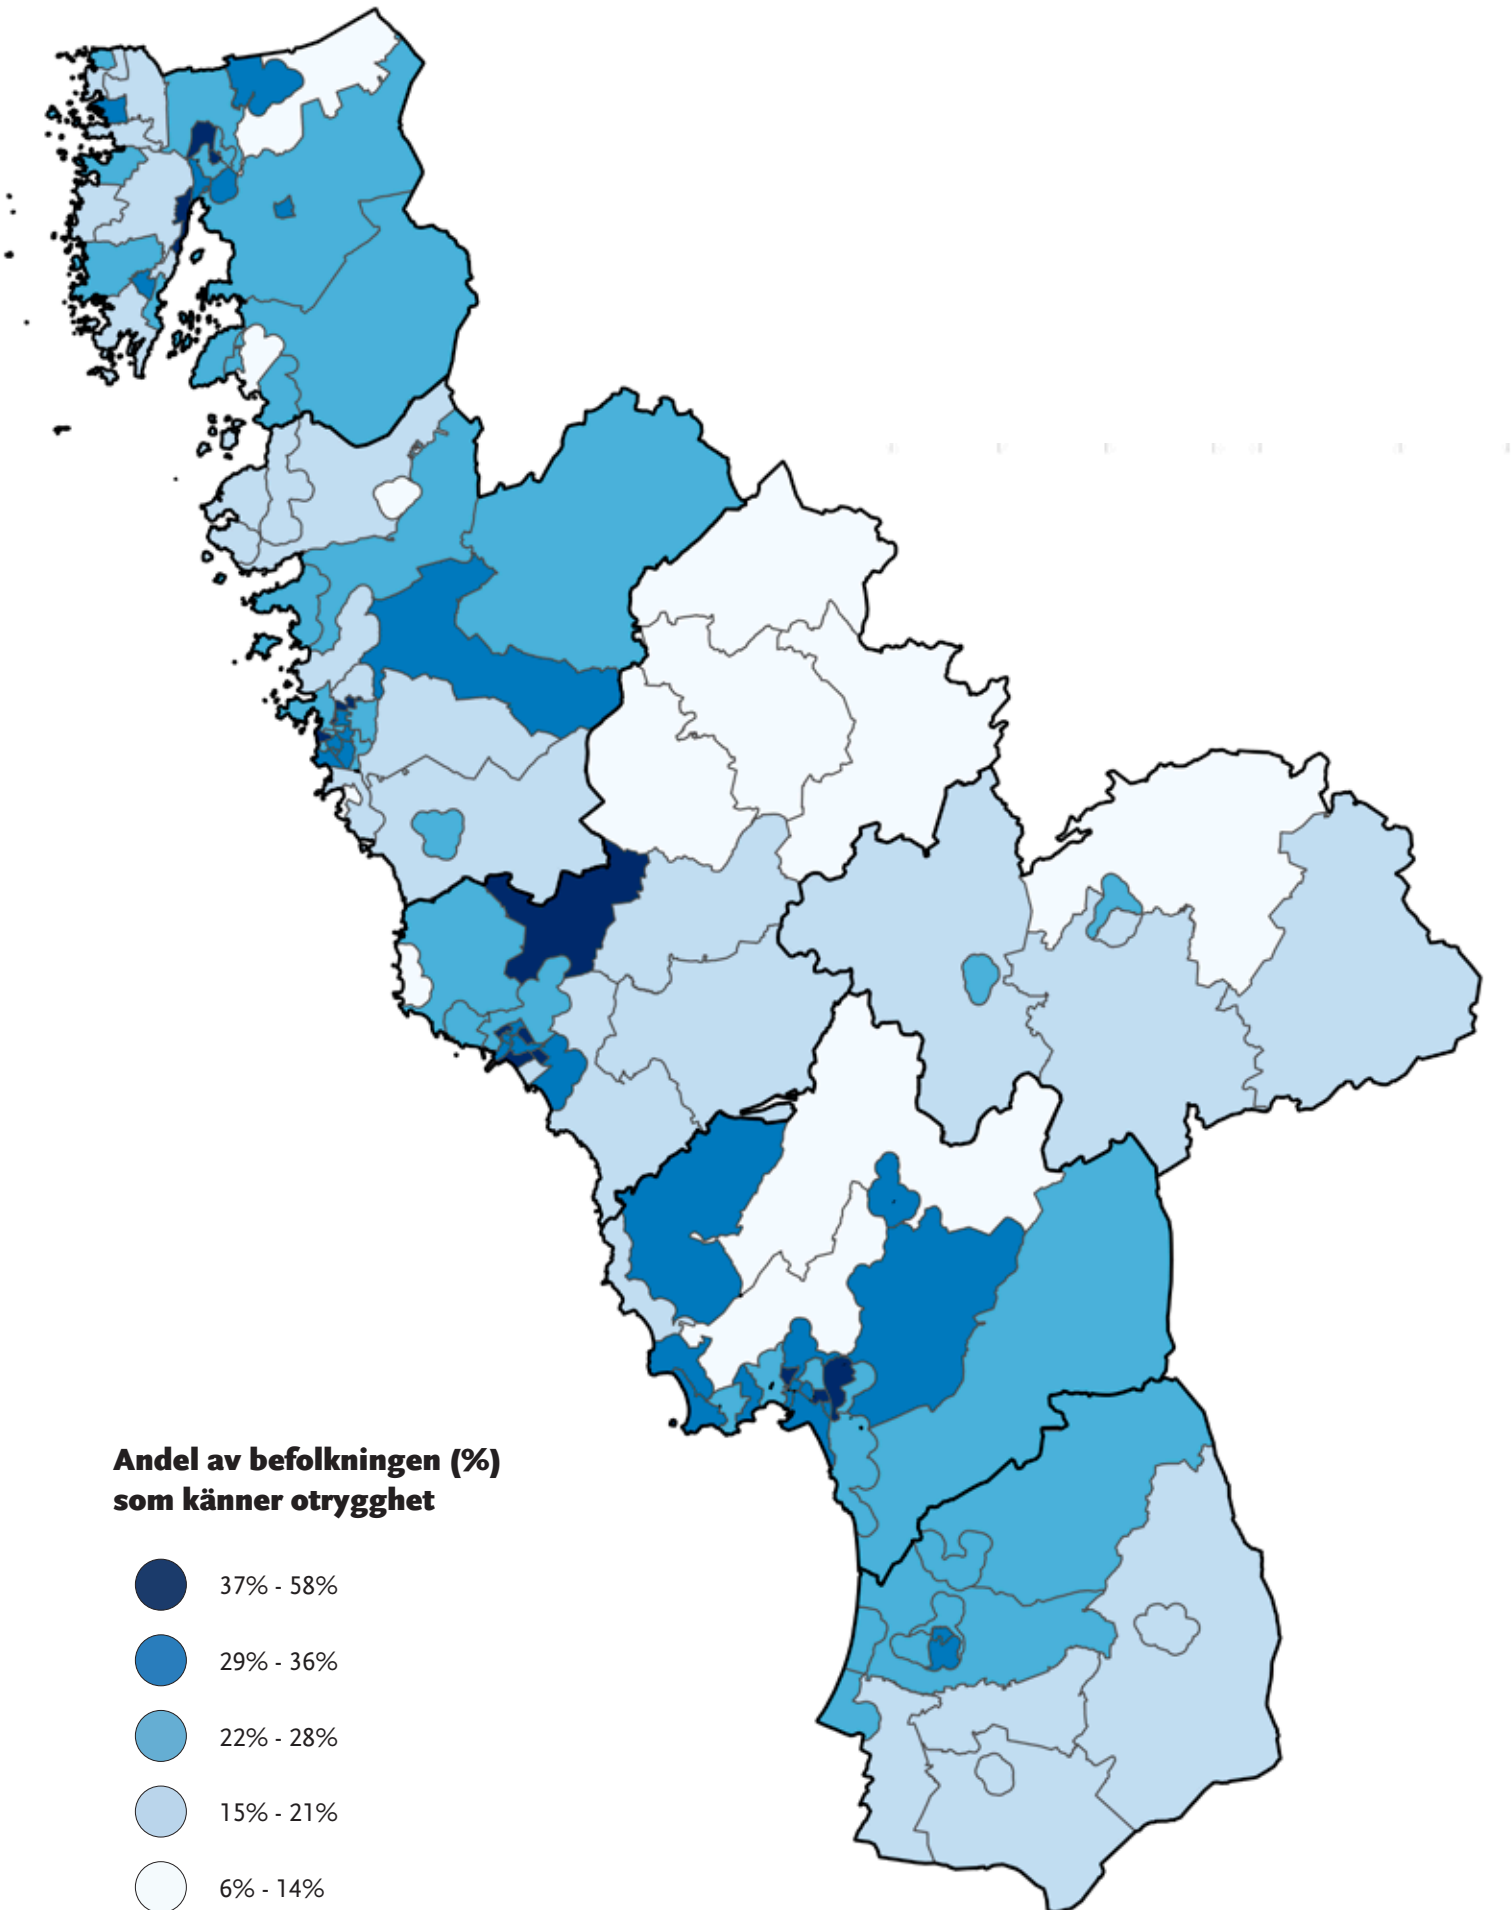 Andel av befolkningen (%)
som känner otrygghet
37% - 58%
29% - 36%
22% - 28%
15% - 21%
6% - 14%